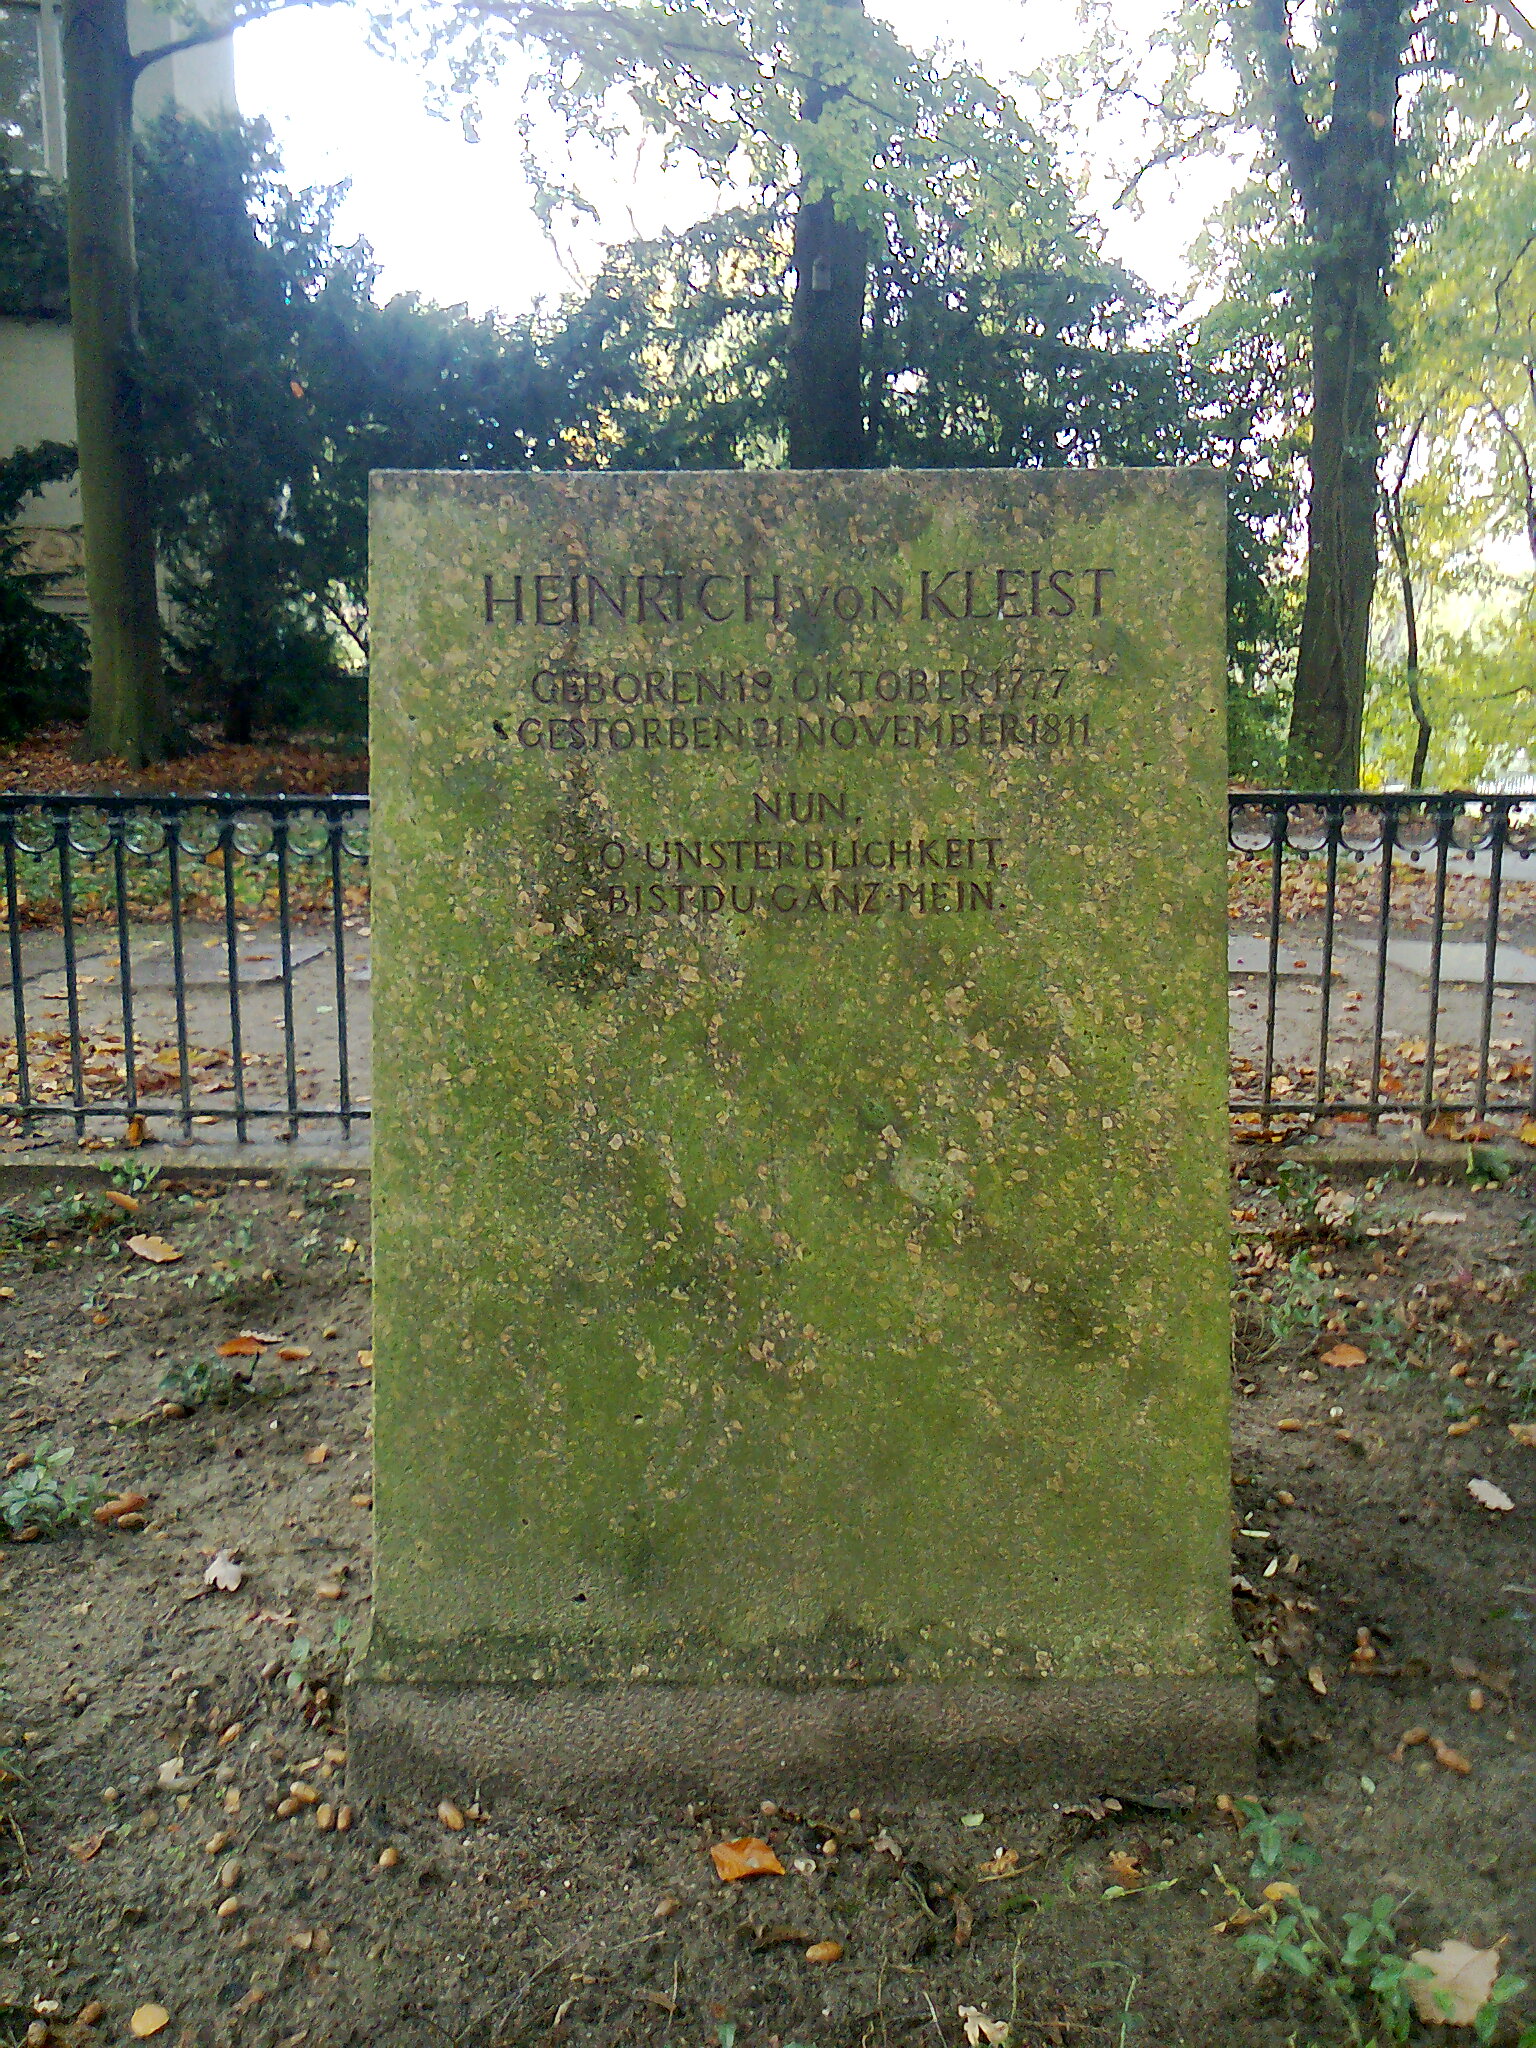 HEINRICH VON KLEIST
GEBOREN 18. OKTOBER 1777
GESTORBEN 21. NOVEMBER 1811
NUN,
O·UNSTERBLICHKEIT,
BIST·DU·GANZ·MEIN.